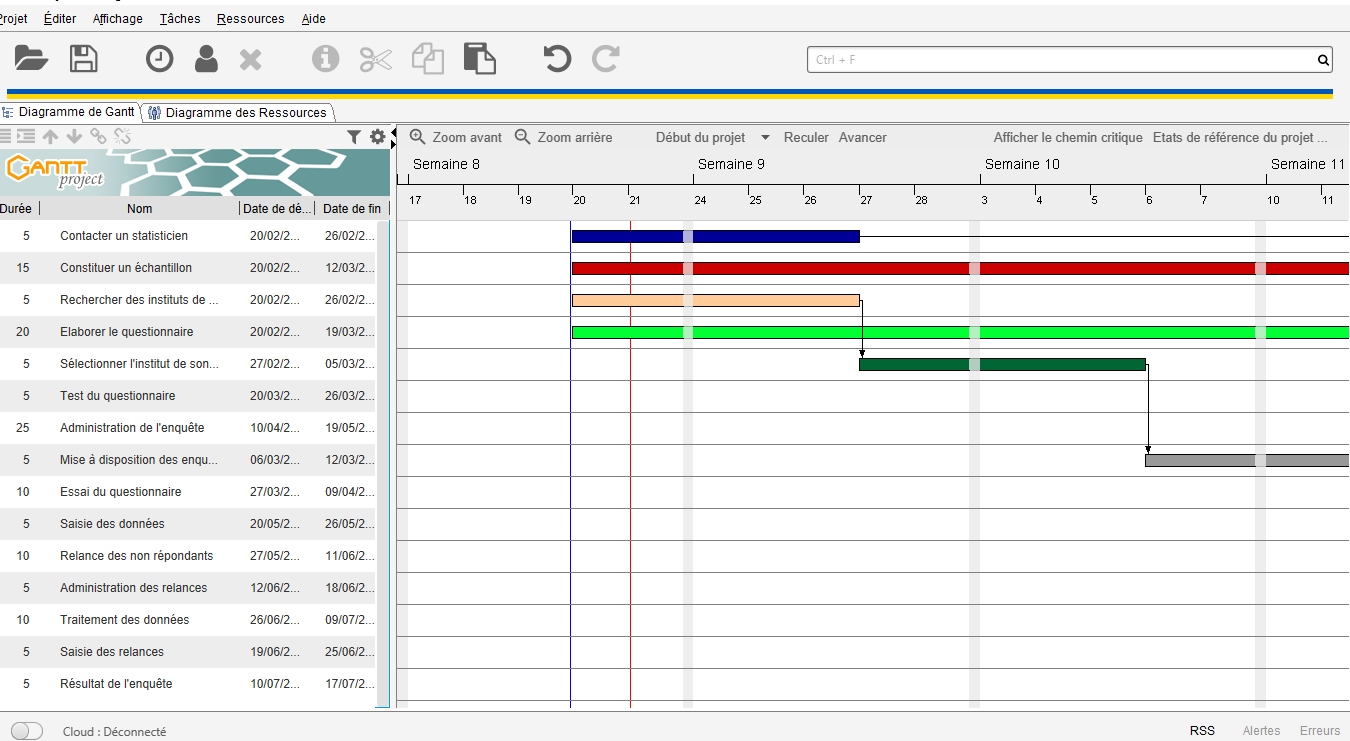 Projet Éditer Affichage Tâches Ressources Aide
Ctrl + F
Diagramme de Gantt Diagramme des Ressources
Zoom avant Zoom arrière Début du projet Reculer Avancer Afficher le chemin critique Etats de référence du projet ...
GANTT project
Semaine 8 Semaine 9 Semaine 10 Semaine 11
17 18 19 20 21 24 25 26 27 28 3 4 5 6 7 10 11
Durée Nom Date de dé... Date de fin
5 Contacter un statisticien 20/02/2... 26/02/2...
15 Constituer un échantillon 20/02/2... 12/03/2...
5 Rechercher des instituts de ... 20/02/2... 26/02/2...
20 Elaborer le questionnaire 20/02/2... 19/03/2...
5 Sélectionner l'institut de son... 27/02/2... 05/03/2...
5 Test du questionnaire 20/03/2... 26/03/2...
25 Administration de l'enquête 10/04/2... 19/05/2...
5 Mise à disposition des enqu... 06/03/2... 12/03/2...
10 Essai du questionnaire 27/03/2... 09/04/2...
5 Saisie des données 20/05/2... 26/05/2...
10 Relance des non répondants 27/05/2... 11/06/2...
5 Administration des relances 12/06/2... 18/06/2...
10 Traitement des données 26/06/2... 09/07/2...
5 Saisie des relances 19/06/2... 25/06/2...
5 Résultat de l'enquête 10/07/2... 17/07/2...
Cloud : Déconnecté RSS Alertes Erreurs